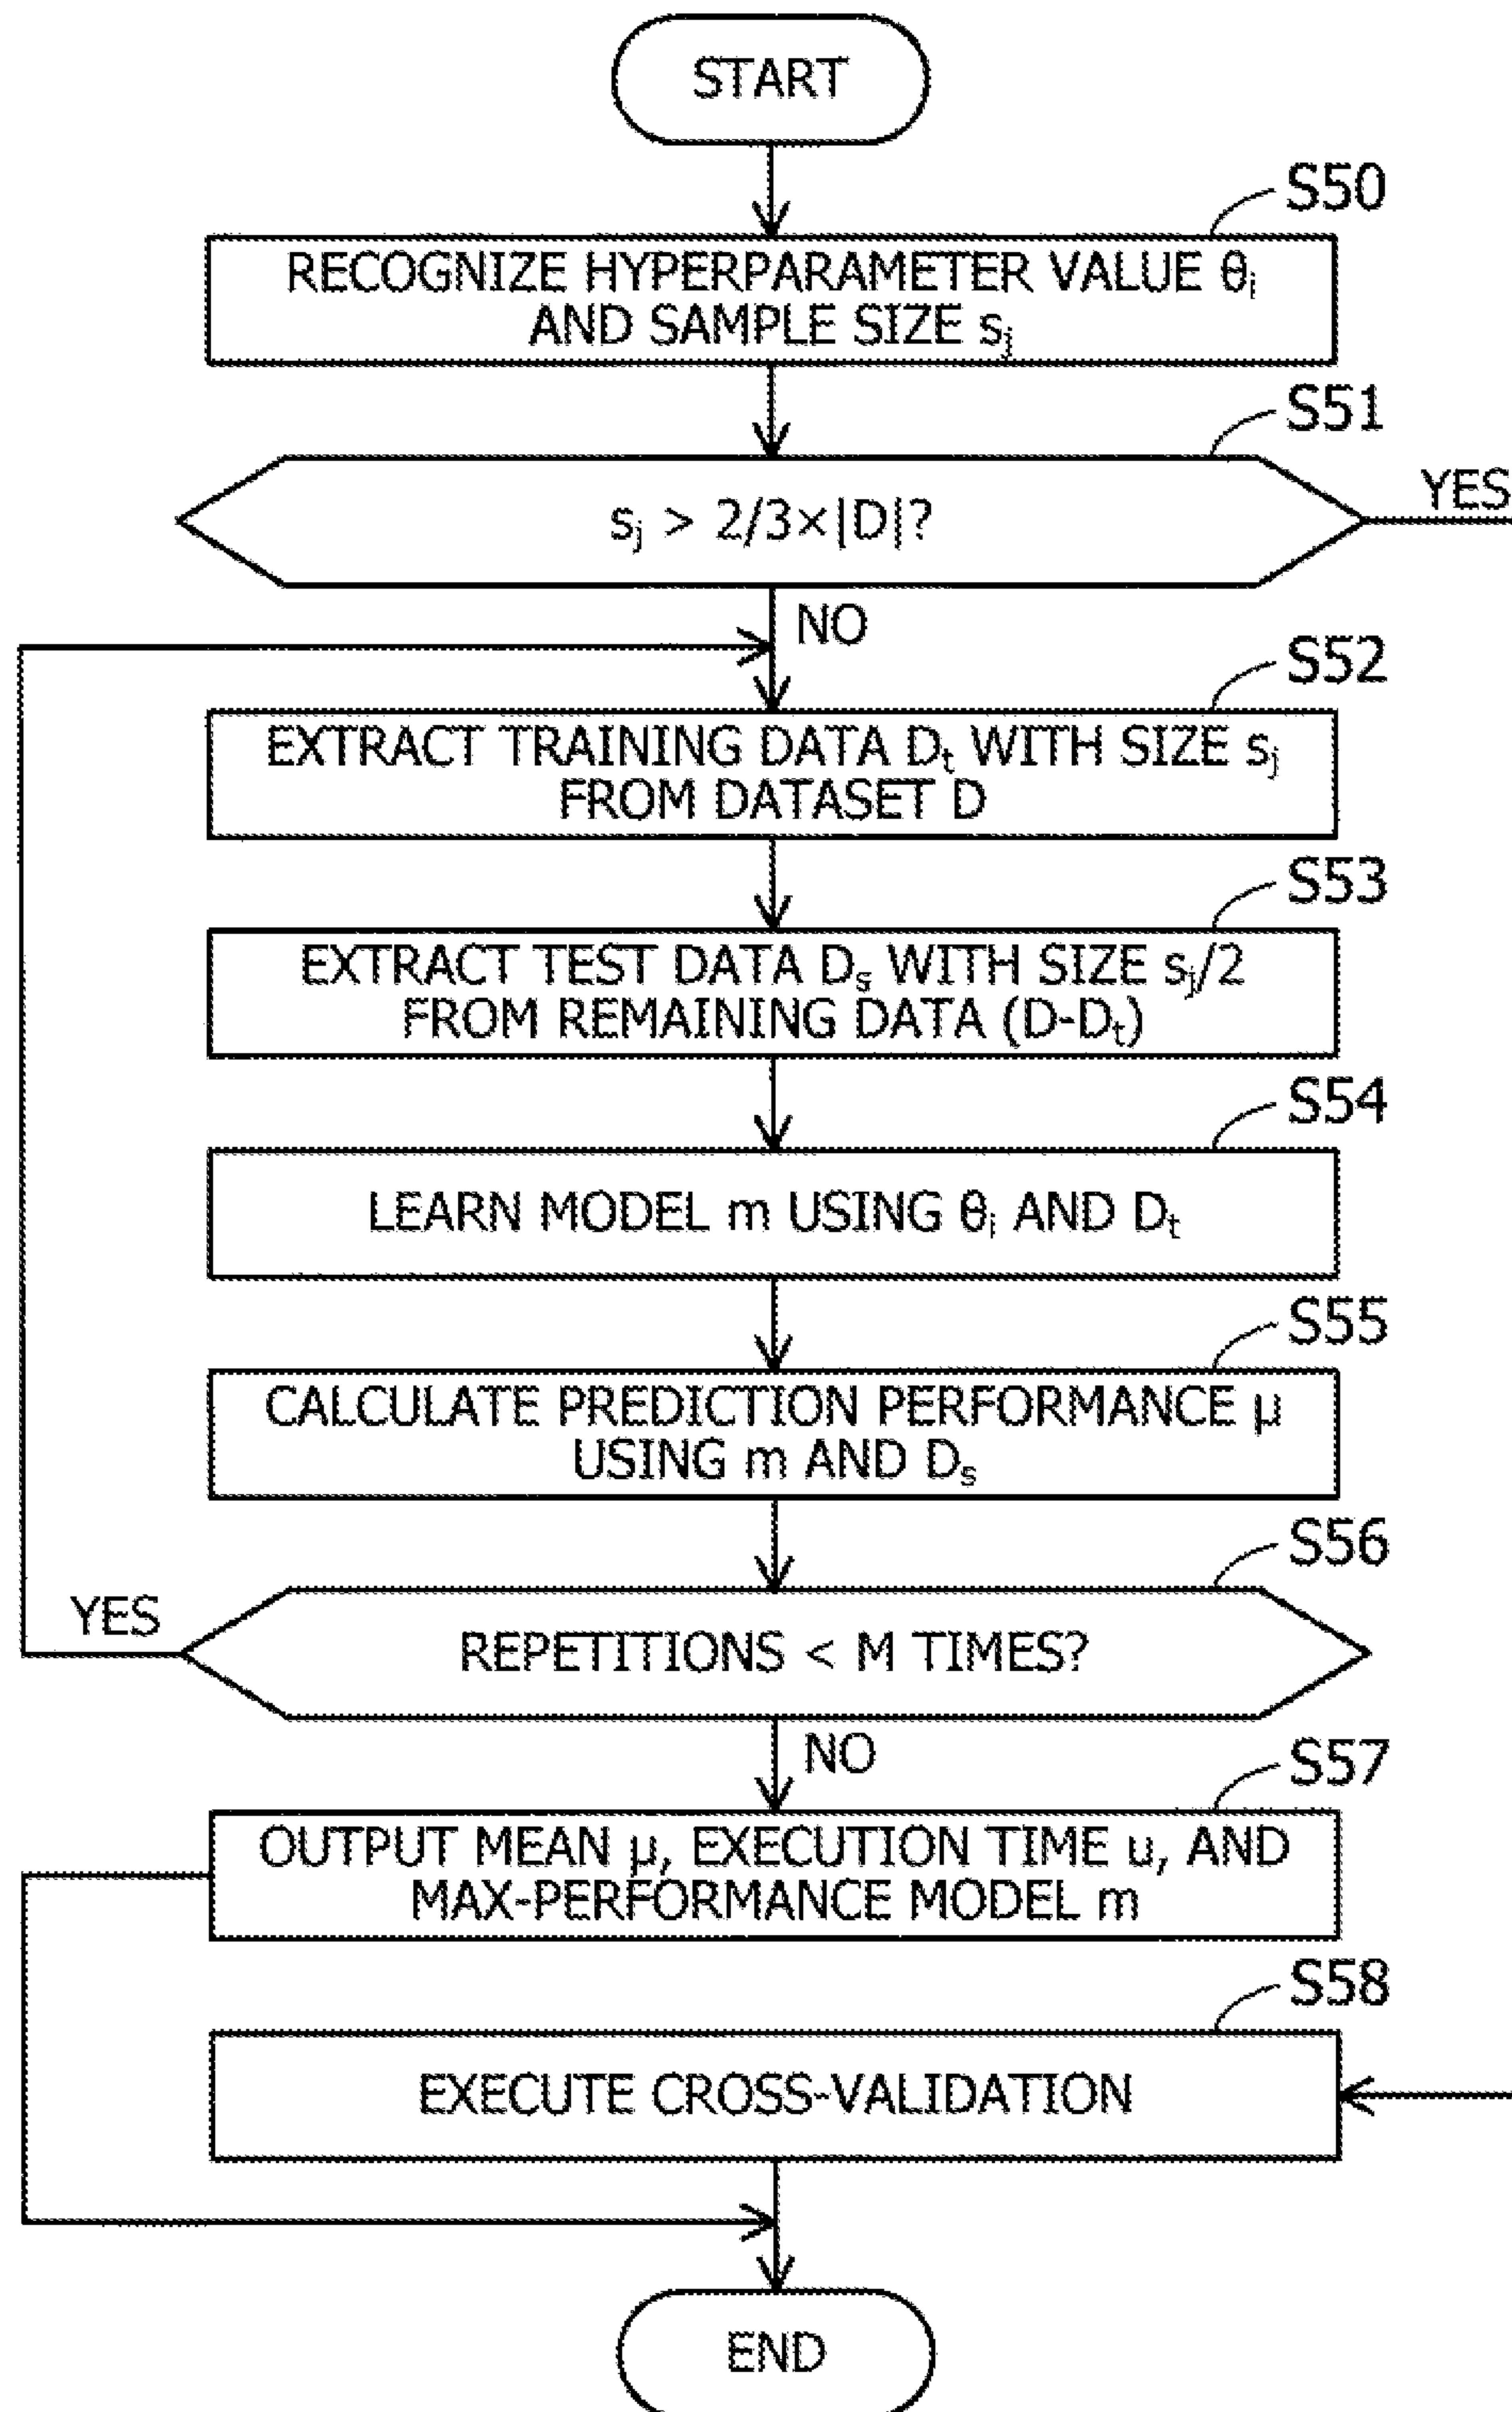 START
S50
RECOGNIZE HYPERPARAMETER VALUE θᵢ
AND SAMPLE SIZE sⱼ
S51
sⱼ > 2/3×|D|?
YES
NO
S52
EXTRACT TRAINING DATA Dₜ WITH SIZE sⱼ
FROM DATASET D
S53
EXTRACT TEST DATA Dₛ WITH SIZE sⱼ/2
FROM REMAINING DATA (D-Dₜ)
S54
LEARN MODEL m USING θᵢ AND Dₜ
S55
CALCULATE PREDICTION PERFORMANCE μ
USING m AND Dₛ
S56
YES
REPETITIONS < M TIMES?
NO
S57
OUTPUT MEAN μ, EXECUTION TIME u, AND
MAX-PERFORMANCE MODEL m
S58
EXECUTE CROSS-VALIDATION
END